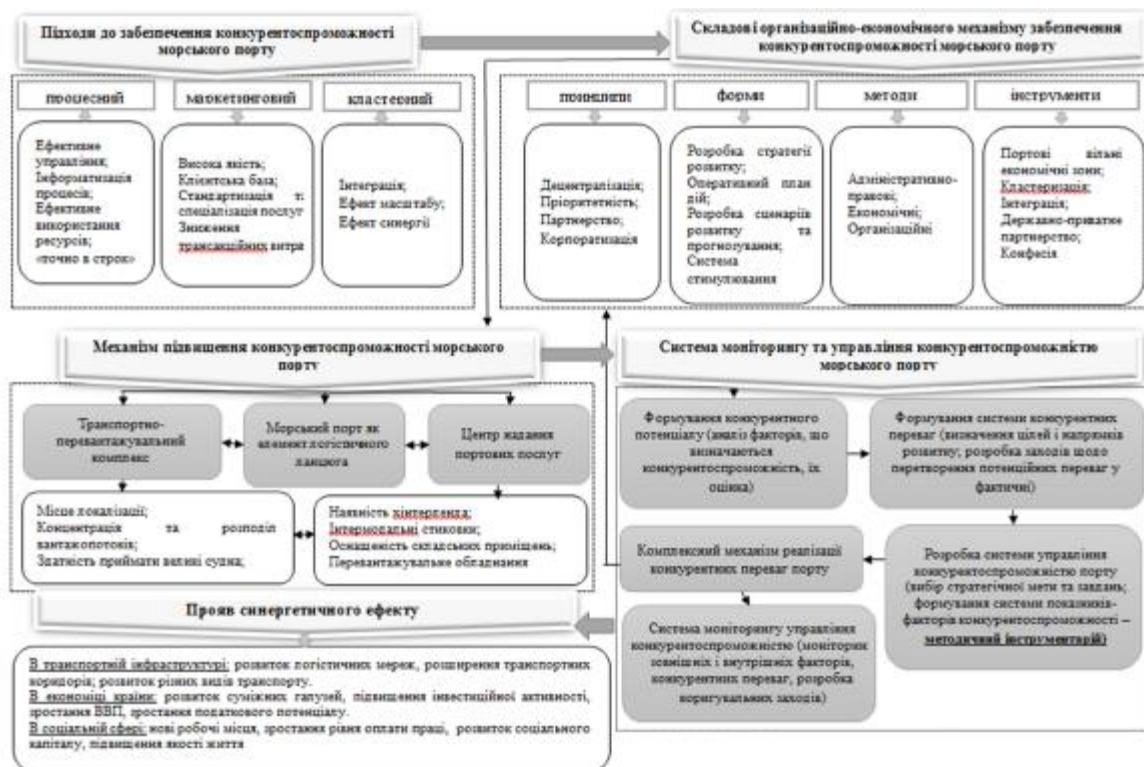 Підходи до забезпечення конкурентоспроможності
морського порту
Складові організаційно-економічного механізму забезпечення
конкурентоспроможності морського порту
процесний
маркетинговий
кластерний
принципи
форми
методи
інструменти
Ефективне
управління;
Інформатизація
процесів;
Ефективне
використання
ресурсів;
«точно в строк»
Висока якість;
Клієнтська база;
Стандартизація т
спеціалізація послуг
Зниження
трансакційних витра
Інтеграція;
Ефект масштабу;
Ефект синергії
Децентралізація;
Пріоритетність;
Партнерство;
Корпоратизація
Розробка стратегії
розвитку;
Оперативний план
дій;
Розробка сценаріїв
розвитку та
прогнозування;
Система
стимулювання
Адміністративно-
правові;
Економічні;
Організаційні
Портові вільні
економічні зони;
Кластеризація;
Інтеграція;
Державно-приватне
партнерство;
Конфесія
Механізм підвищення конкурентоспроможності морського
порту
Система моніторингу та управління конкурентоспроможністю
морського порту
Транспортно-
перевантажувальний
комплекс
Морський порт як
елемент логістичного
ланцюга
Центр надання
портових послуг
Місце локалізації;
Концентрація та розподіл
вантажопотоків;
Здатність приймати великі судна;
Наявність хінтерленда;
Інтермодальні стиковки;
Оснащеність складських приміщень;
Перевантажувальне обладнання
Формування конкурентного
потенціалу (аналіз факторів, що
визначаються
конкурентоспроможність, їх
оцінка)
Формування системи конкурентних
переваг (визначення цілей і напрямків
розвитку; розробка заходів щодо
перетворення потенційних переваг у
фактичні)
Комплексний механізм реалізації
конкурентних переваг порту
Розробка системи управління
конкурентоспроможністю порту
(вибір стратегічної мети та завдань;
формування системи показників-
факторів конкурентоспроможності –
методичний інструментарій)
Система моніторингу управління
конкурентоспроможністю (моніторинг
зовнішніх і внутрішніх факторів,
конкурентних переваг, розробка
коригувальних заходів)
Прояв синергетичного ефекту
В транспортній інфраструктурі: розвиток логістичних мереж, розширення транспортних
коридорів; розвиток різних видів транспорту.
В економіці країни: розвиток суміжних галузей, підвищення інвестиційної активності,
зростання ВВП, зростання податкового потенціалу.
В соціальній сфері: нові робочі місця, зростання рівня оплати праці, розвиток соціального
капіталу, підвищення якості життя